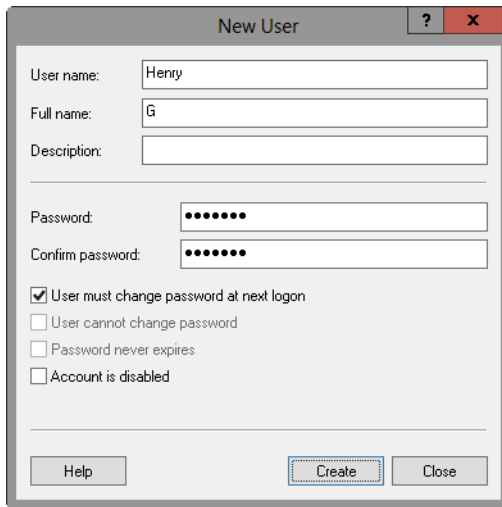 New User
?
x
User name:
Henry
Full name:
G
Description:
Password:
●●●●●●●
Confirm password:
●●●●●●●
User must change password at next logon
User cannot change password
Password never expires
Account is disabled
Help
Create
Close